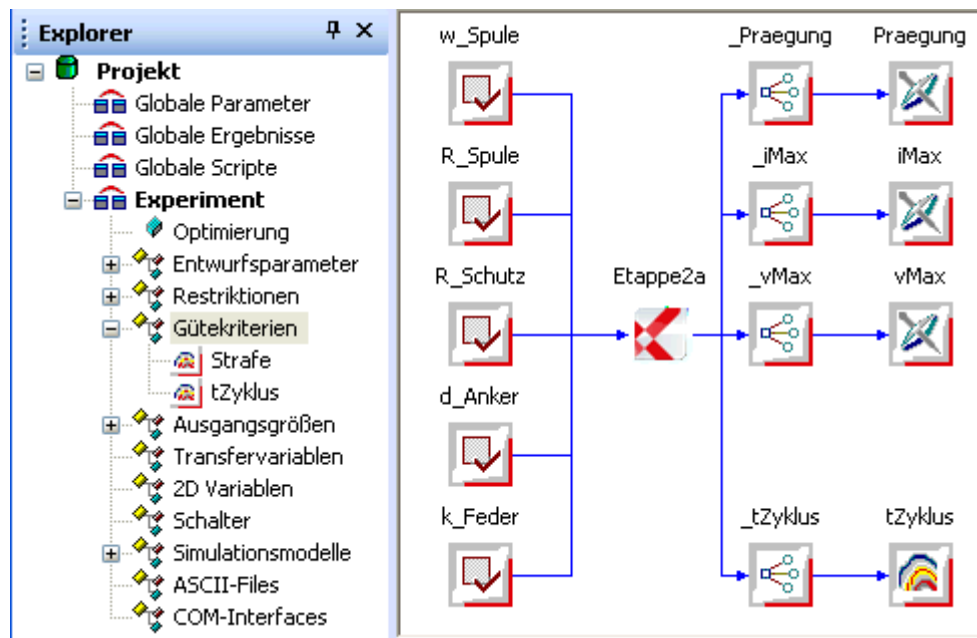 Explorer
Projekt
Globale Parameter
Globale Ergebnisse
Globale Scripte
Experiment
Optimierung
Entwurfsparameter
Restriktionen
Gütekriterien
Strafe
tZyklus
Ausgangsgrößen
Transfervariablen
2D Variablen
Schalter
Simulationsmodelle
ASCII-Files
COM-Interfaces
w_Spule
_Praegung
Praegung
R_Spule
_iMax
iMax
R_Schutz
Etappe2a
_vMax
vMax
d_Anker
k_Feder
_tZyklus
tZyklus